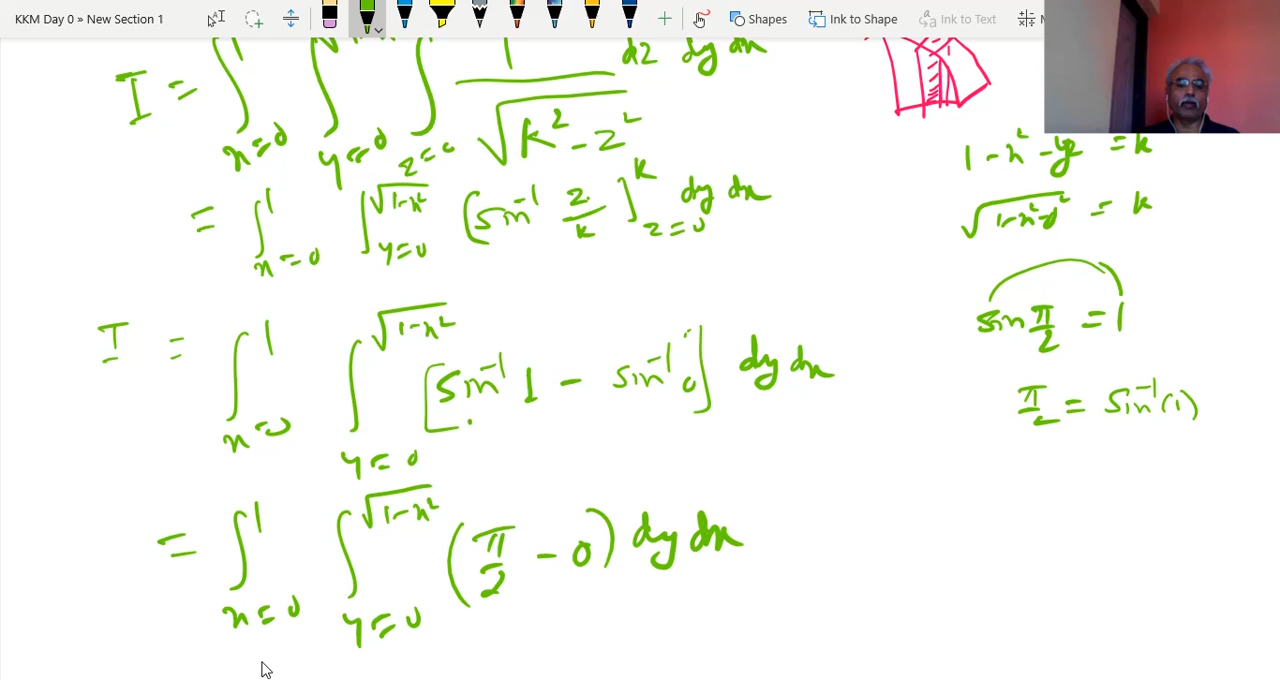 KKM Day 0 » New Section 1
Shapes
Ink to Shape
Ink to Text
I = ∫_{x=0}^{1} ∫_{y=0}^{√1-x²} ∫_{z=0} 1/√(k² - z²) dz dy dx
= ∫_{x=0}^{1} ∫_{y=0}^{√1-x²} [sin⁻¹ z/k]_{z=0}^{k} dy dx
I = ∫_{x=0}^{1} ∫_{y=0}^{√1-x²} [sin⁻¹ 1 - sin⁻¹ 0] dy dx
= ∫_{x=0}^{1} ∫_{y=0}^{√1-x²} (π/2 - 0) dy dx
= k
= k
sin π/2 = 1
π/2 = sin⁻¹(1)